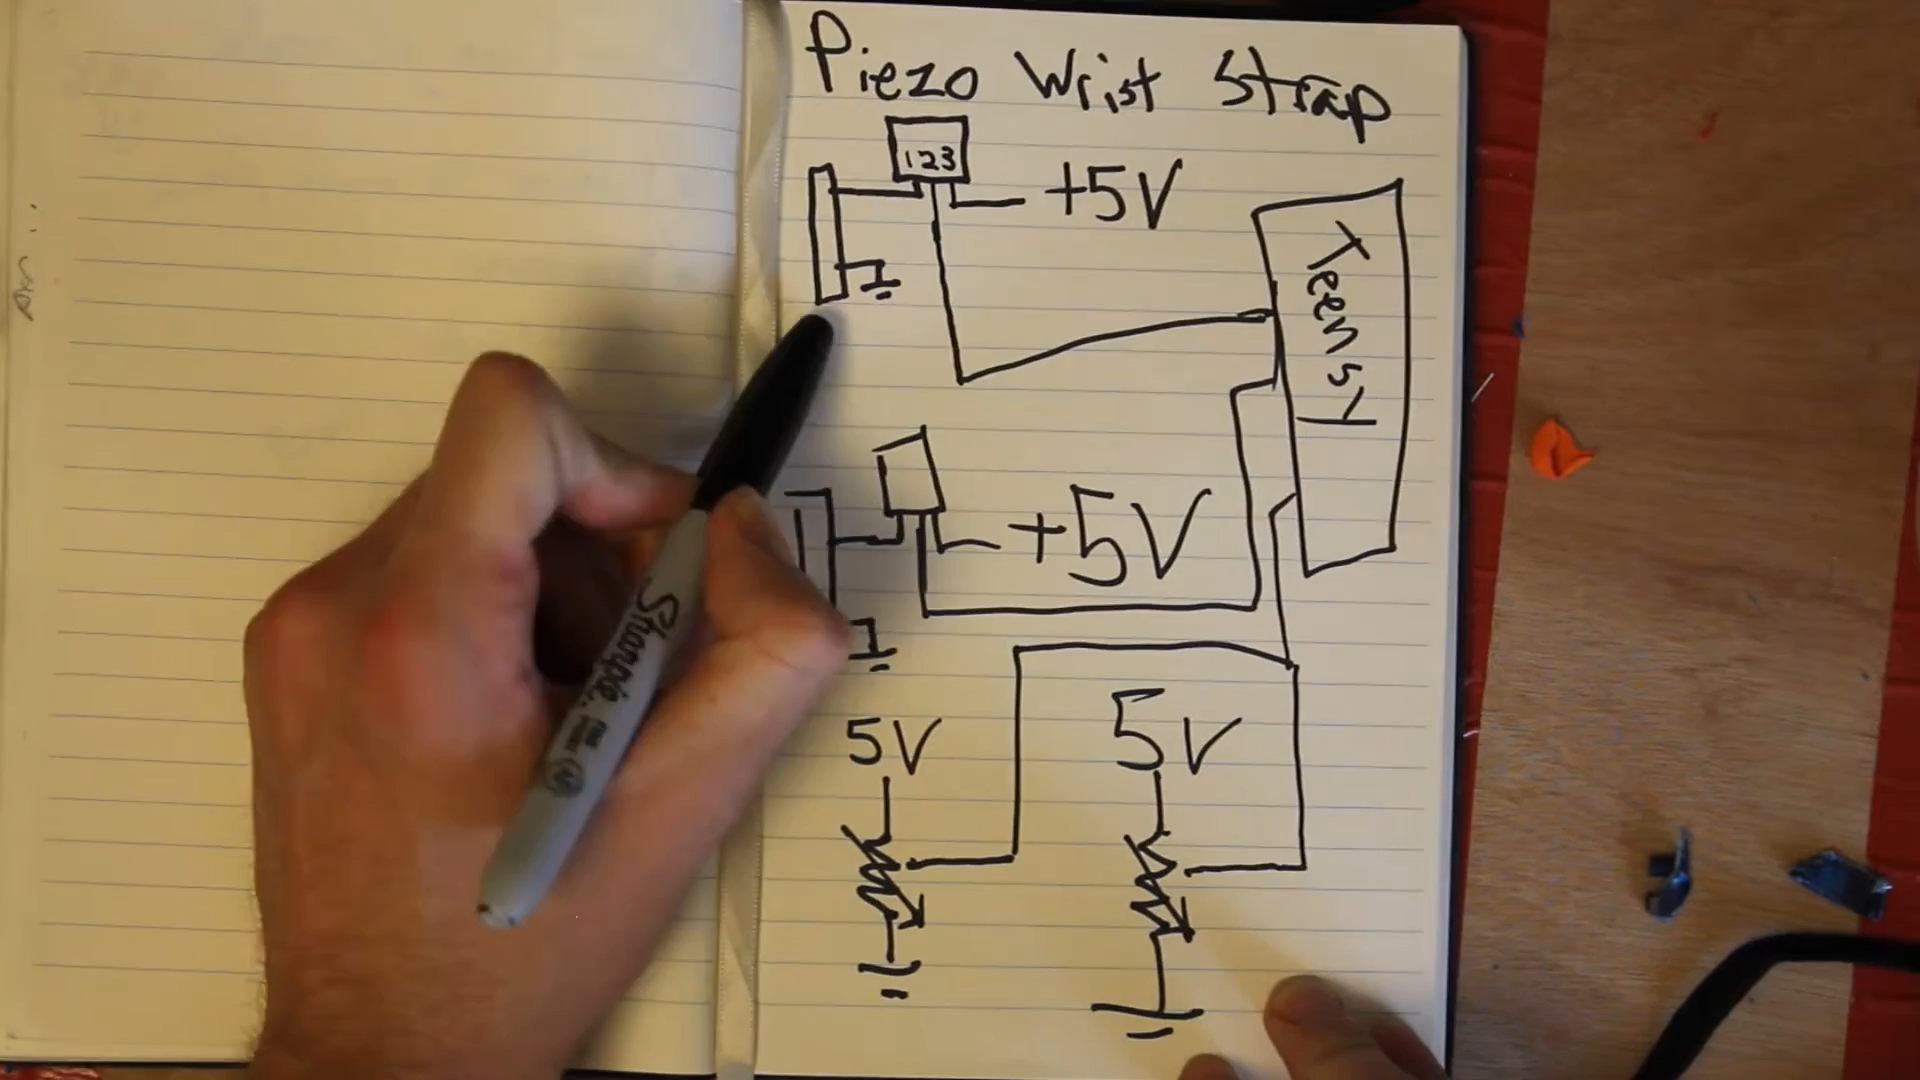 Piezo Wrist Strap
123
+5V
Teensy
+5V
5V
5V
Sharpie.